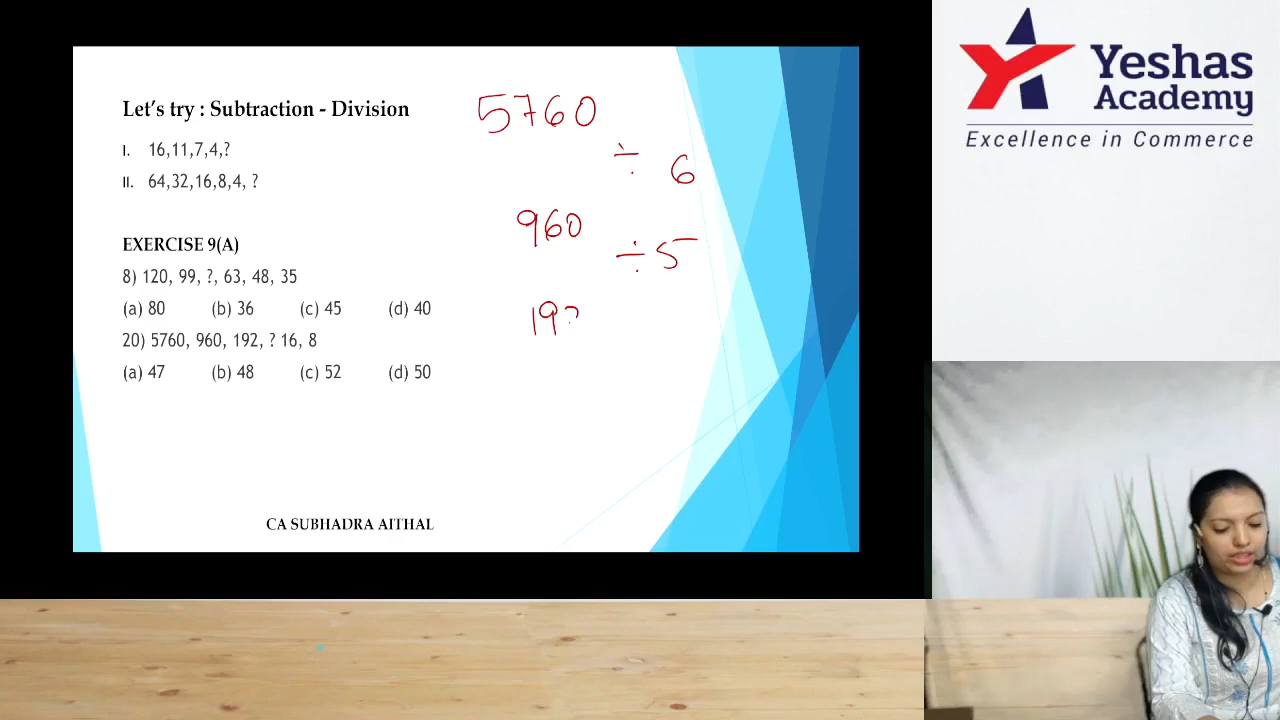 Let's try : Subtraction - Division
I. 16,11,7,4,?
II. 64,32,16,8,4, ?
EXERCISE 9(A)
8) 120, 99, ?, 63, 48, 35
(a) 80 (b) 36 (c) 45 (d) 40
20) 5760, 960, 192, ? 16, 8
(a) 47 (b) 48 (c) 52 (d) 50
CA SUBHADRA AITHAL
5760
÷ 6
960
÷ 5
19
Yeshas
Academy
Excellence in Commerce